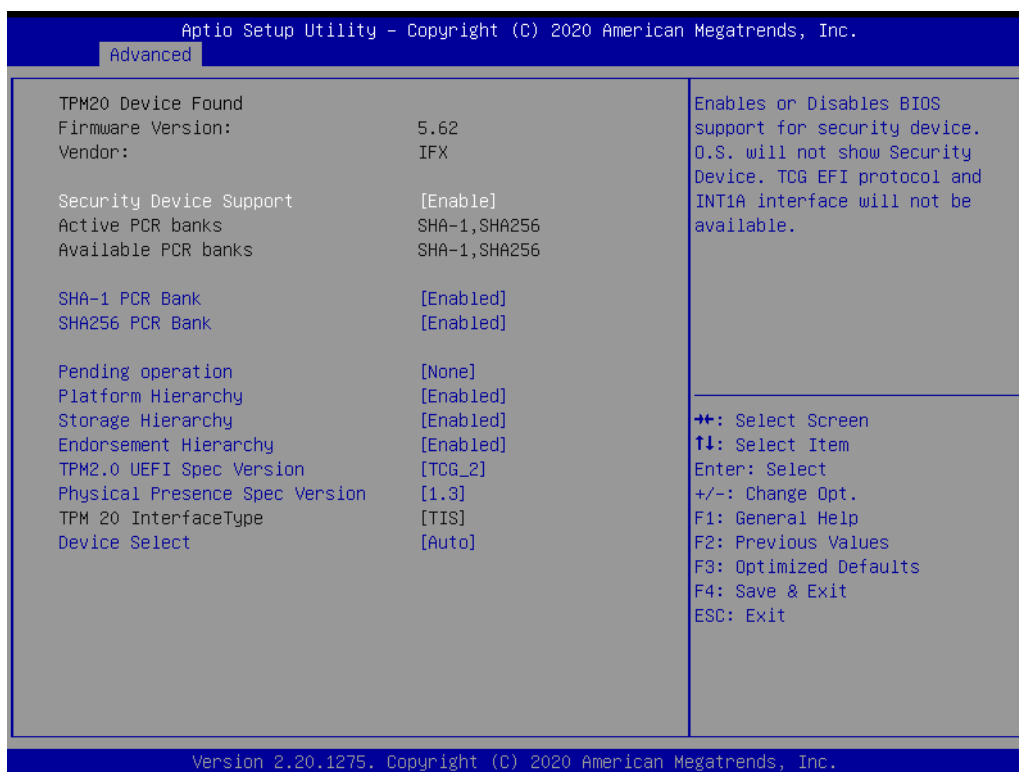 Aptio Setup Utility – Copyright (C) 2020 American Megatrends, Inc.
Advanced
TPM20 Device Found
Firmware Version: 5.62
Vendor: IFX
Security Device Support [Enable]
Active PCR banks SHA-1,SHA256
Available PCR banks SHA-1,SHA256
SHA-1 PCR Bank [Enabled]
SHA256 PCR Bank [Enabled]
Pending operation [None]
Platform Hierarchy [Enabled]
Storage Hierarchy [Enabled]
Endorsement Hierarchy [Enabled]
TPM2.0 UEFI Spec Version [TCG_2]
Physical Presence Spec Version [1.3]
TPM 20 InterfaceType [TIS]
Device Select [Auto]
Enables or Disables BIOS
support for security device.
O.S. will not show Security
Device. TCG EFI protocol and
INT1A interface will not be
available.
→←: Select Screen
↑↓: Select Item
Enter: Select
+/-: Change Opt.
F1: General Help
F2: Previous Values
F3: Optimized Defaults
F4: Save & Exit
ESC: Exit
Version 2.20.1275. Copyright (C) 2020 American Megatrends, Inc.